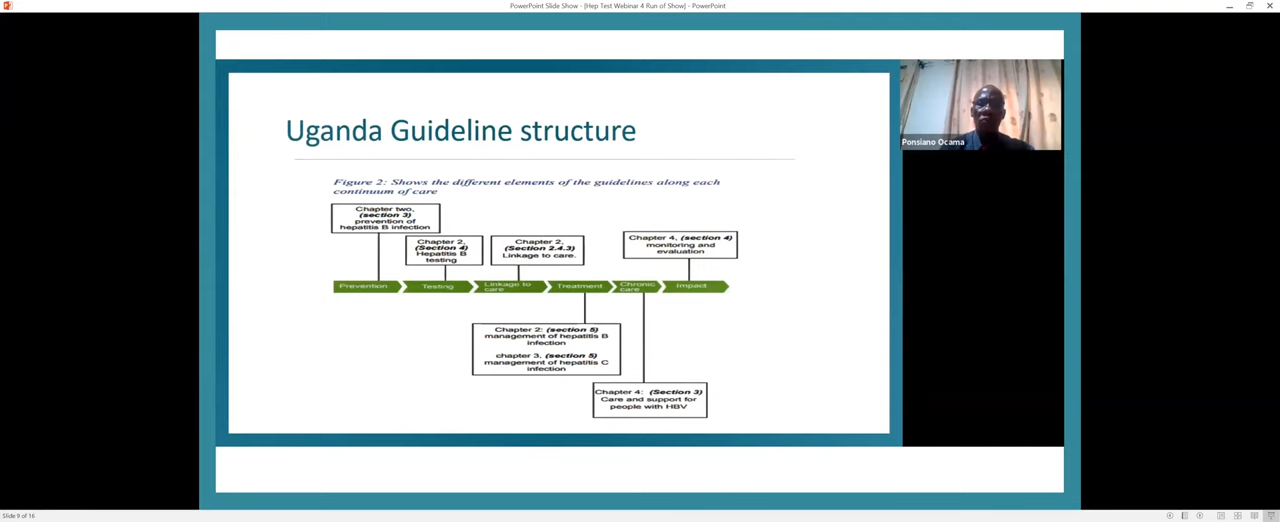 PowerPoint Slide Show - [Hep Test Webinar 4 Run of Show] - PowerPoint
Uganda Guideline structure
Ponsiano Ocama
Figure 2: Shows the different elements of the guidelines along each
continuum of care
Chapter two,
(section 3)
prevention of
hepatitis B infection
Chapter 2,
(Section 4)
Hepatitis B
testing
Chapter 2,
(Section 2.4.3)
Linkage to care.
Chapter 4, (section 4)
monitoring and
evaluation
Prevention
Testing
Linkage to
care
Treatment
Chronic
care
Impact
Chapter 2: (section 5)
management of hepatitis B
infection
chapter 3, (section 5)
management of hepatitis C
infection
Chapter 4: (Section 3)
Care and support for
people with HBV
Slide 9 of 16